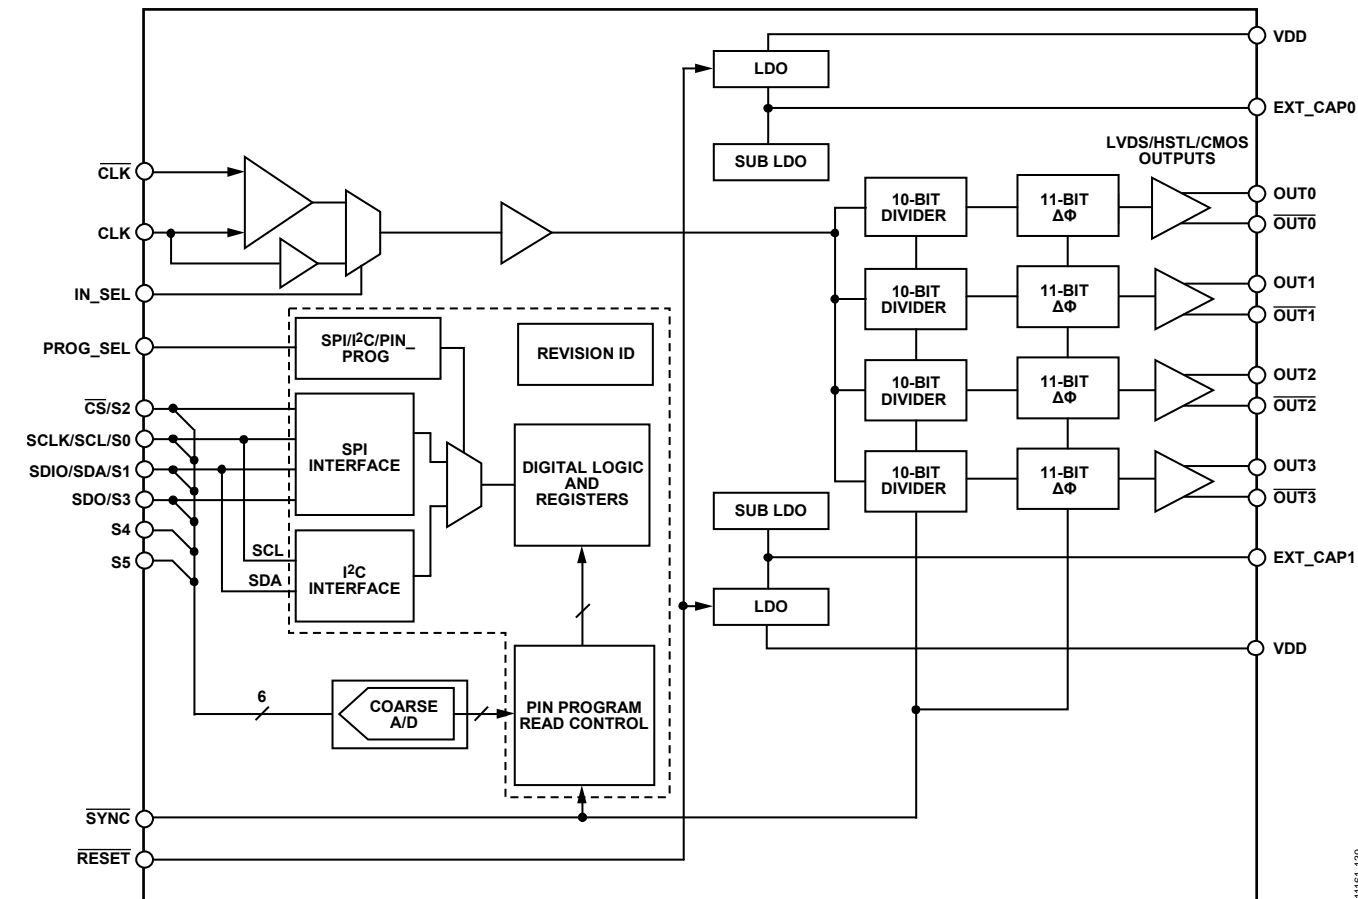 VDD
LDO
EXT_CAP0
SUB LDO
LVDS/HSTL/CMOS
OUTPUTS
CLK
CLK
IN_SEL
10-BIT
DIVIDER
11-BIT
ΔΦ
OUT0
OUT0
10-BIT
DIVIDER
11-BIT
ΔΦ
OUT1
OUT1
10-BIT
DIVIDER
11-BIT
ΔΦ
OUT2
OUT2
10-BIT
DIVIDER
11-BIT
ΔΦ
OUT3
OUT3
PROG_SEL
SPI/I²C/PIN_
PROG
REVISION ID
CS/S2
SCLK/SCL/S0
SDIO/SDA/S1
SDO/S3
S4
S5
SPI
INTERFACE
DIGITAL LOGIC
AND
REGISTERS
SCL
SDA
I²C
INTERFACE
SUB LDO
EXT_CAP1
LDO
VDD
6
COARSE
A/D
PIN PROGRAM
READ CONTROL
SYNC
RESET